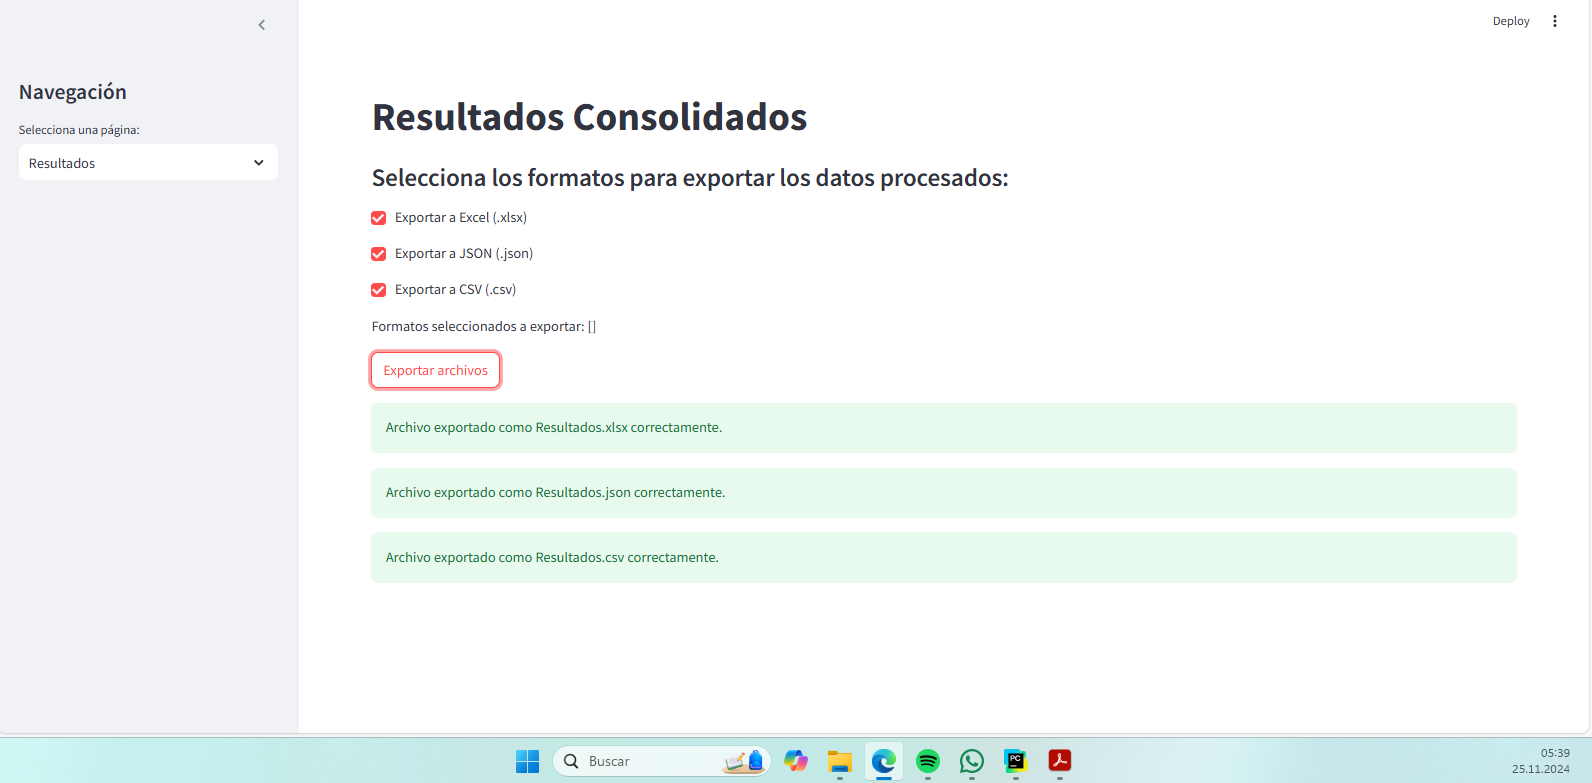 Deploy
Navegación
Selecciona una página:
Resultados
Resultados Consolidados
Selecciona los formatos para exportar los datos procesados:
Exportar a Excel (.xlsx)
Exportar a JSON (.json)
Exportar a CSV (.csv)
Formatos seleccionados a exportar: []
Exportar archivos
Archivo exportado como Resultados.xlsx correctamente.
Archivo exportado como Resultados.json correctamente.
Archivo exportado como Resultados.csv correctamente.
Buscar
PC
05:39
25.11.2024